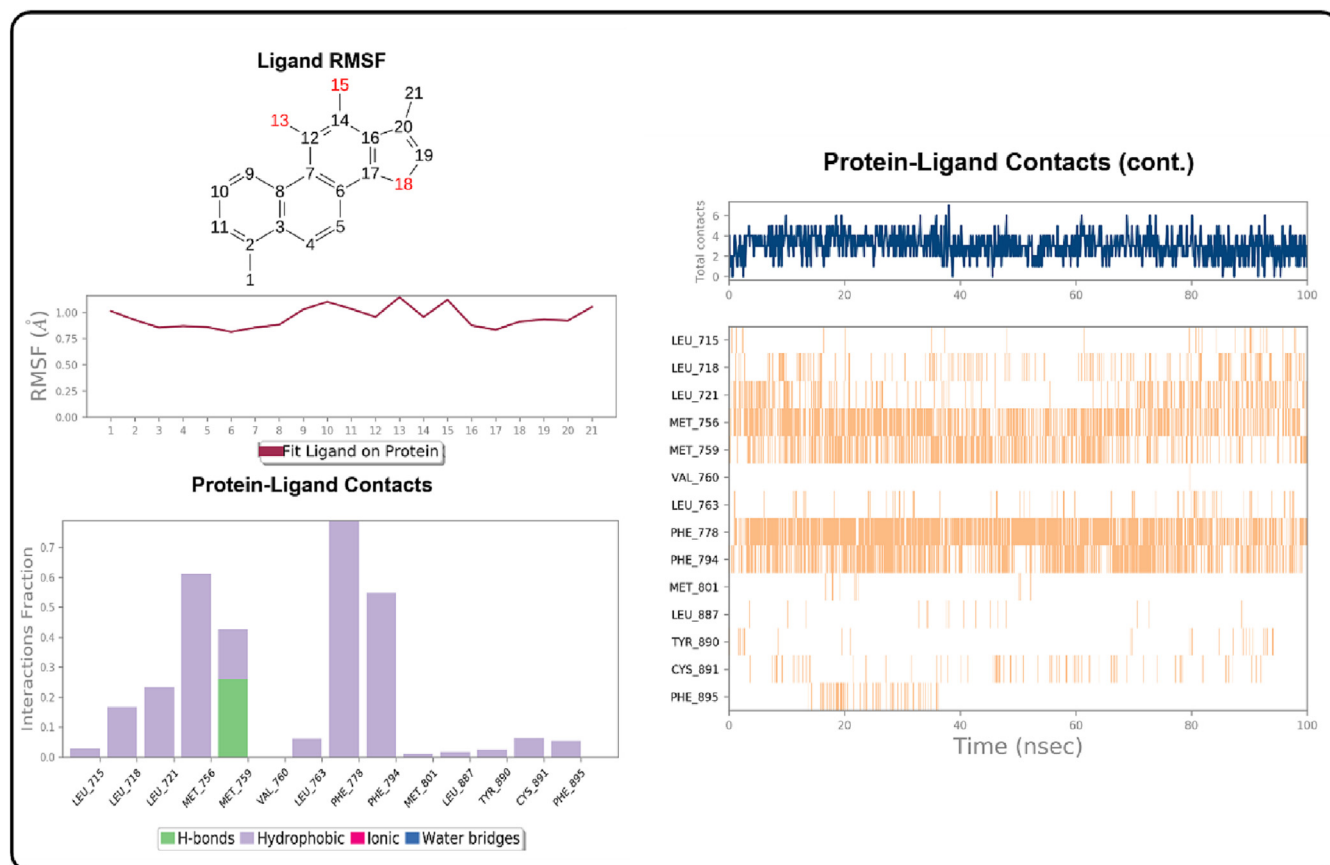 Ligand RMSF
15
21
13
14
20
12
16
19
9
7
17
18
10
8
6
11
3
5
2
4
1
RMSF (Å)
1.00
0.75
0.50
0.25
0.00
1 2 3 4 5 6 7 8 9 10 11 12 13 14 15 16 17 18 19 20 21
Fit Ligand on Protein
Protein-Ligand Contacts
Interactions Fraction
0.7
0.6
0.5
0.4
0.3
0.2
0.1
0.0
LEU_715 LEU_718 LEU_721 MET_756 MET_759 VAL_760 LEU_763 PHE_778 PHE_794 MET_801 LEU_887 TYR_890 CYS_891 PHE_895
H-bonds Hydrophobic Ionic Water bridges
Protein-Ligand Contacts (cont.)
Total contacts
6
4
2
0
0 20 40 60 80 100
LEU_715
LEU_718
LEU_721
MET_756
MET_759
VAL_760
LEU_763
PHE_778
PHE_794
MET_801
LEU_887
TYR_890
CYS_891
PHE_895
0 20 40 60 80 100
Time (nsec)